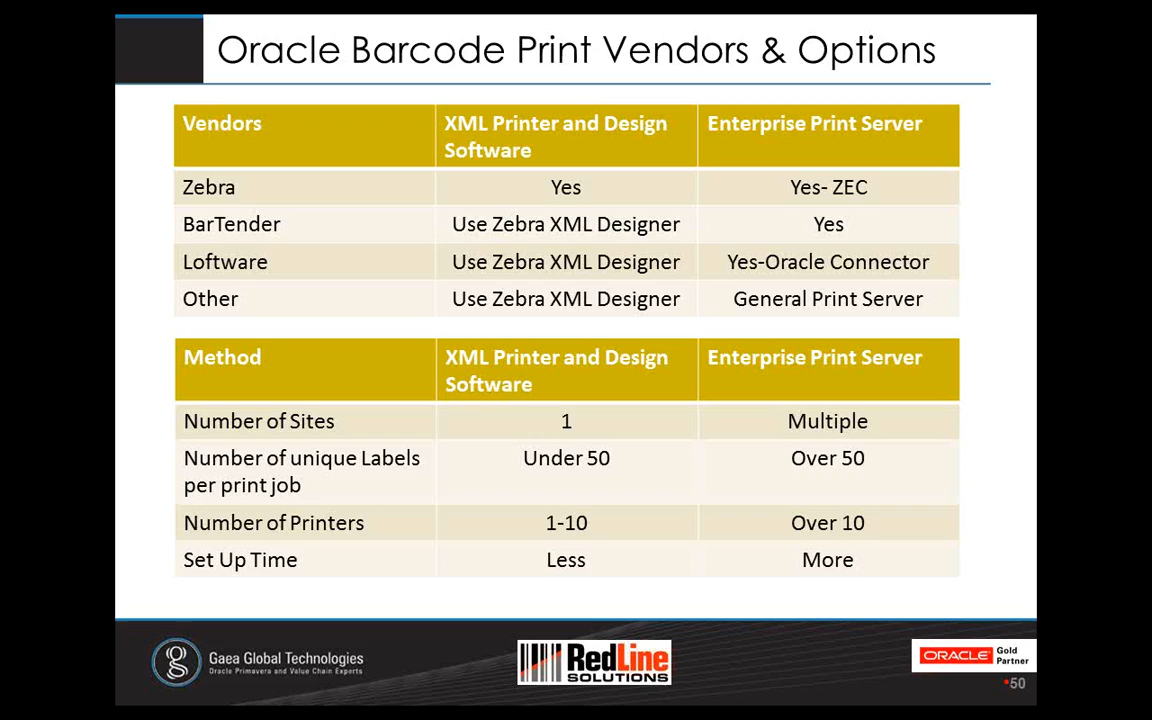 Oracle Barcode Print Vendors & Options
Vendors XML Printer and Design Enterprise Print Server
Software
Zebra Yes Yes- ZEC
BarTender Use Zebra XML Designer Yes
Loftware Use Zebra XML Designer Yes-Oracle Connector
Other Use Zebra XML Designer General Print Server
Method XML Printer and Design Enterprise Print Server
Software
Number of Sites 1 Multiple
Number of unique Labels Under 50 Over 50
per print job
Number of Printers 1-10 Over 10
Set Up Time Less More
Gaea Global Technologies
Oracle Primavera and Value Chain Experts
RedLine
SOLUTIONS
ORACLE Gold
Partner
•50